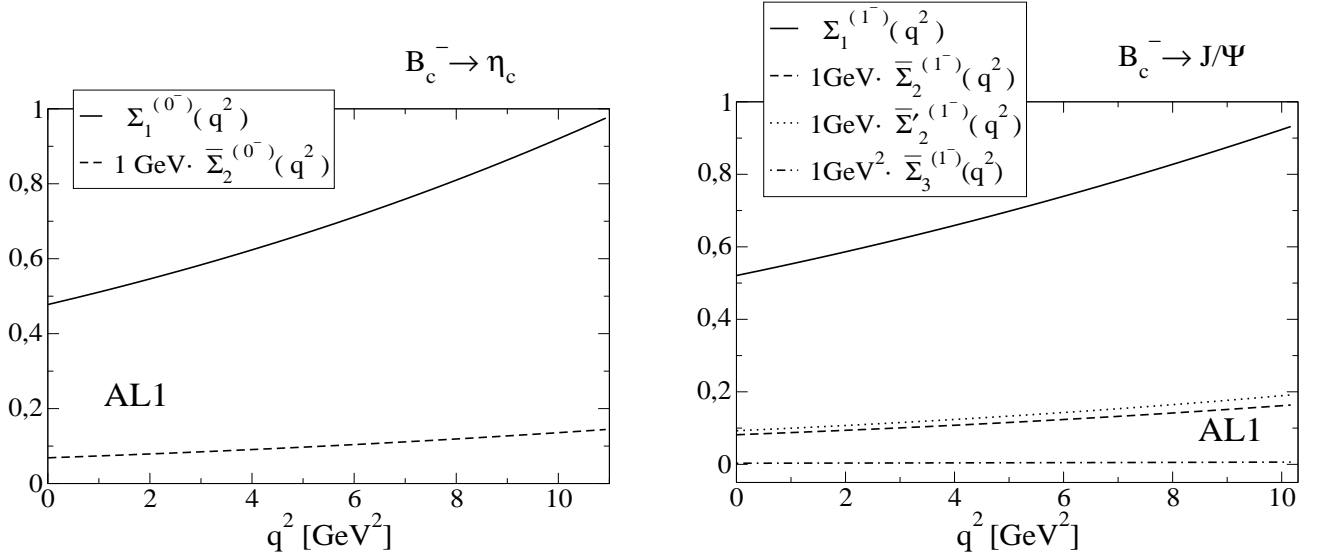 B_c^- → η_c
Σ_1^(0^-)(q^2)
1 GeV· Σ̅_2^(0^-)(q^2)
1
0,8
0,6
0,4
0,2
0
AL1
0 2 4 6 8 10
q^2 [GeV^2]
B_c^- → J/Ψ
Σ_1^(1^-)(q^2)
1GeV· Σ̅_2^(1^-)(q^2)
1GeV· Σ̅′_2^(1^-)(q^2)
1GeV^2· Σ̅_3^(1^-)(q^2)
1
0,8
0,6
0,4
0,2
0
AL1
0 2 4 6 8 10
q^2 [GeV^2]